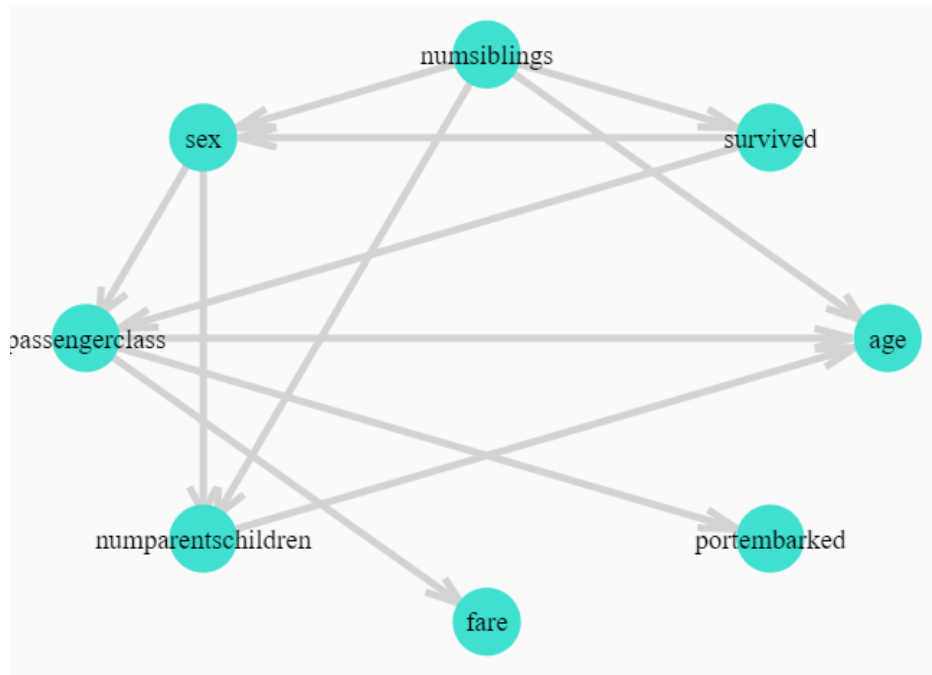 numsiblings
sex
survived
passengerclass
age
numparentschildren
portembarked
fare